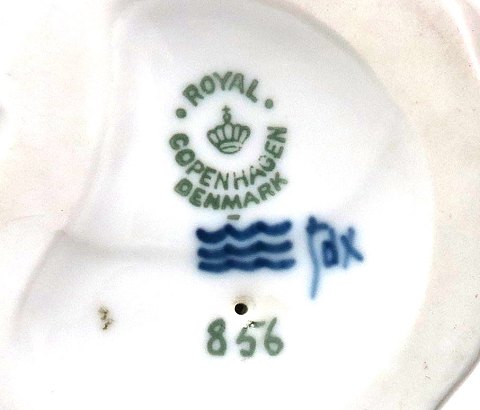 ROYAL
COPENHAGEN
DENMARK
856